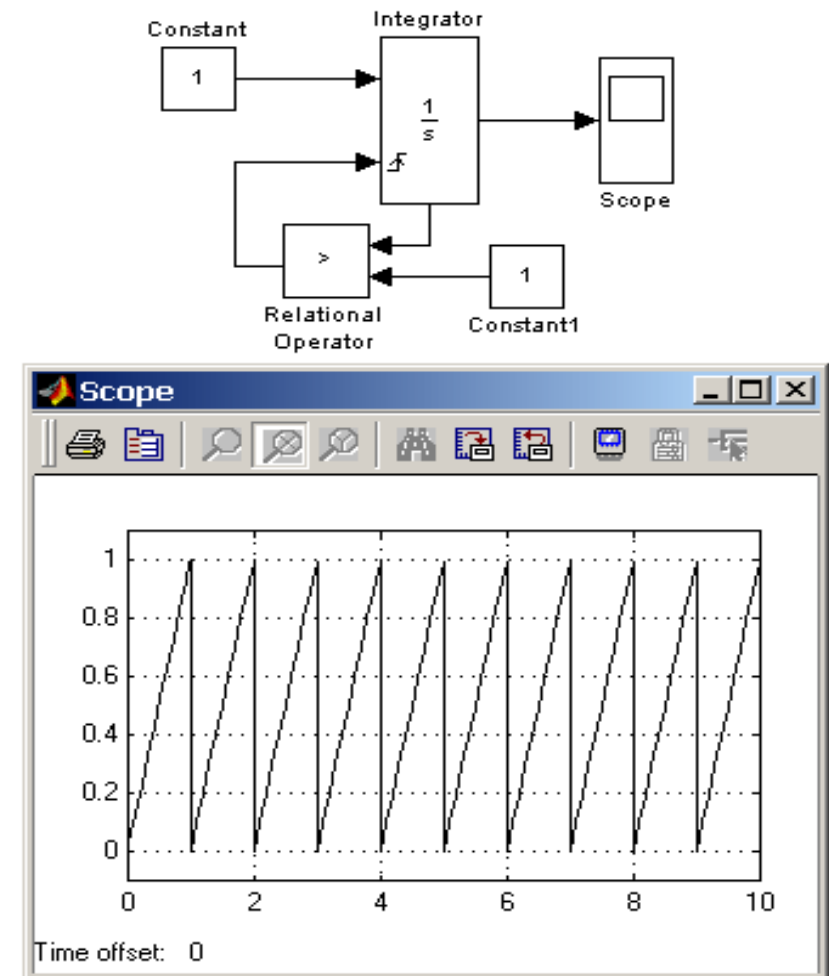 Integrator
Constant
1
1
s
Scope
>
1
Relational
Operator
Constant1
Scope
1
0.8
0.6
0.4
0.2
0
0 2 4 6 8 10
Time offset: 0